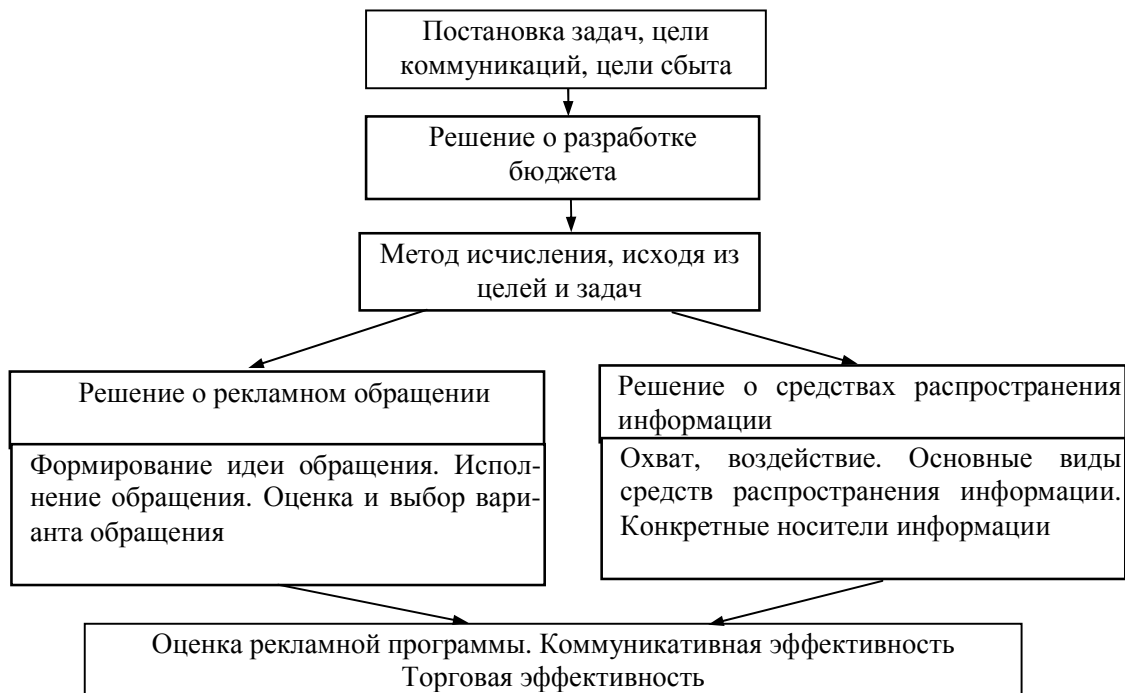 Постановка задач, цели
коммуникаций, цели сбыта
Решение о разработке
бюджета
Метод исчисления, исходя из
целей и задач
Решение о рекламном обращении
Формирование идеи обращения. Испол-
нение обращения. Оценка и выбор вари-
анта обращения
Решение о средствах распространения
информации
Охват, воздействие. Основные виды
средств распространения информации.
Конкретные носители информации
Оценка рекламной программы. Коммуникативная эффективность
Торговая эффективность